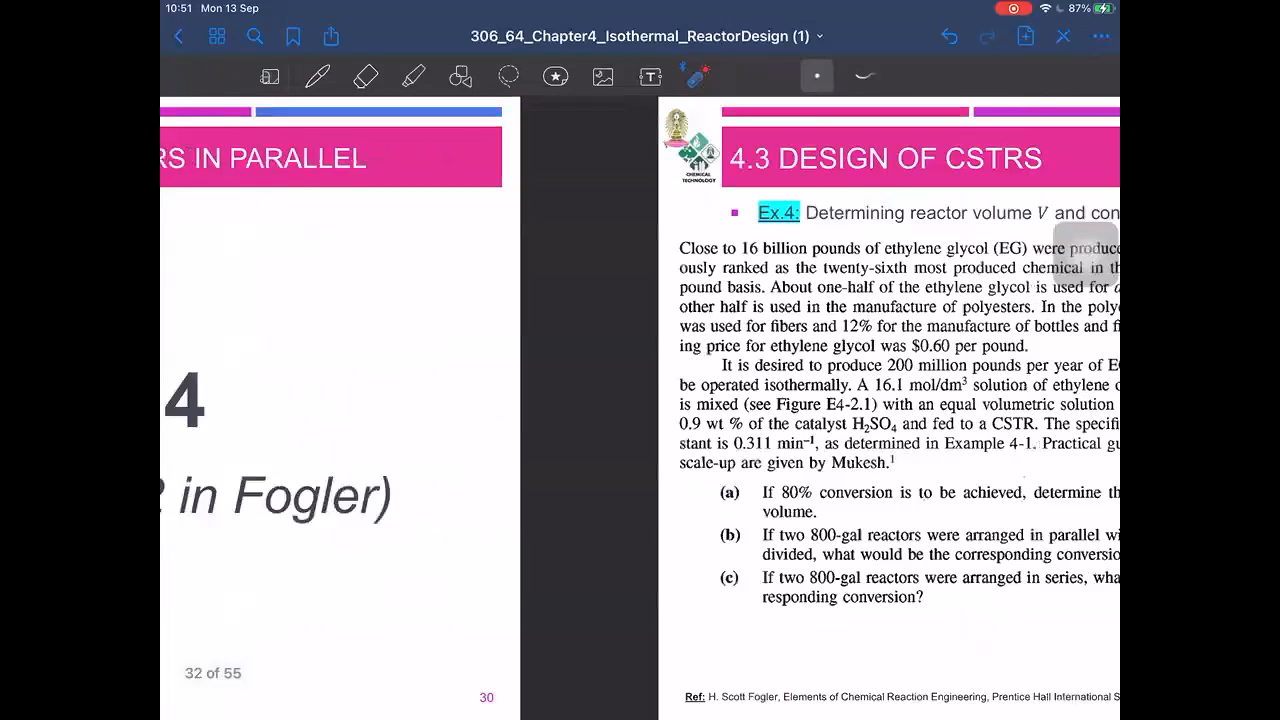 10:51 Mon 13 Sep
87%
306_64_Chapter4_Isothermal_ReactorDesign (1)
T
RS IN PARALLEL
4
in Fogler)
32 of 55
30
CHEMICAL
TECHNOLOGY
4.3 DESIGN OF CSTRS
Ex.4: Determining reactor volume V and con
Close to 16 billion pounds of ethylene glycol (EG) were produce
ously ranked as the twenty-sixth most produced chemical in th
pound basis. About one-half of the ethylene glycol is used for a
other half is used in the manufacture of polyesters. In the polye
was used for fibers and 12% for the manufacture of bottles and fi
ing price for ethylene glycol was $0.60 per pound.
It is desired to produce 200 million pounds per year of E
be operated isothermally. A 16.1 mol/dm³ solution of ethylene o
is mixed (see Figure E4-2.1) with an equal volumetric solution
0.9 wt % of the catalyst H₂SO₄ and fed to a CSTR. The specifi
stant is 0.311 min⁻¹, as determined in Example 4-1. Practical gu
scale-up are given by Mukesh.¹
(a) If 80% conversion is to be achieved, determine th
volume.
(b) If two 800-gal reactors were arranged in parallel wi
divided, what would be the corresponding conversio
(c) If two 800-gal reactors were arranged in series, wha
responding conversion?
Ref: H. Scott Fogler, Elements of Chemical Reaction Engineering, Prentice Hall International S